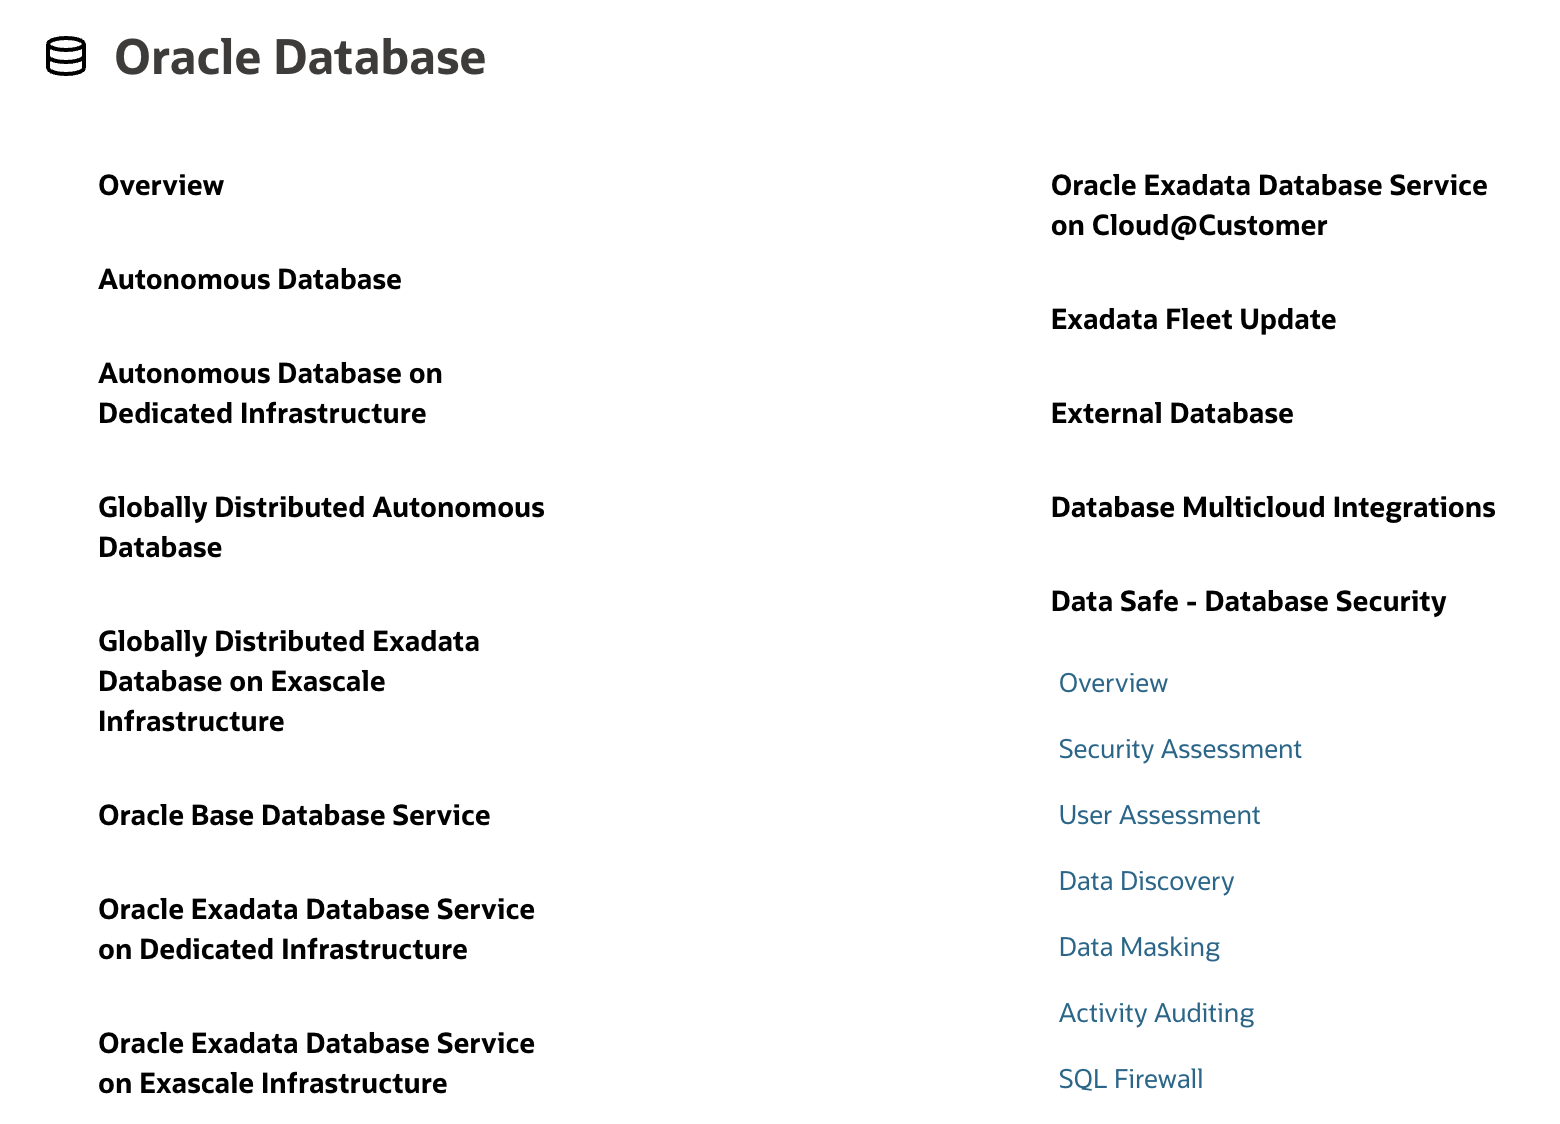 Oracle Database
Overview
Autonomous Database
Autonomous Database on
Dedicated Infrastructure
Globally Distributed Autonomous
Database
Globally Distributed Exadata
Database on Exascale
Infrastructure
Oracle Base Database Service
Oracle Exadata Database Service
on Dedicated Infrastructure
Oracle Exadata Database Service
on Exascale Infrastructure
Oracle Exadata Database Service
on Cloud@Customer
Exadata Fleet Update
External Database
Database Multicloud Integrations
Data Safe - Database Security
Overview
Security Assessment
User Assessment
Data Discovery
Data Masking
Activity Auditing
SQL Firewall